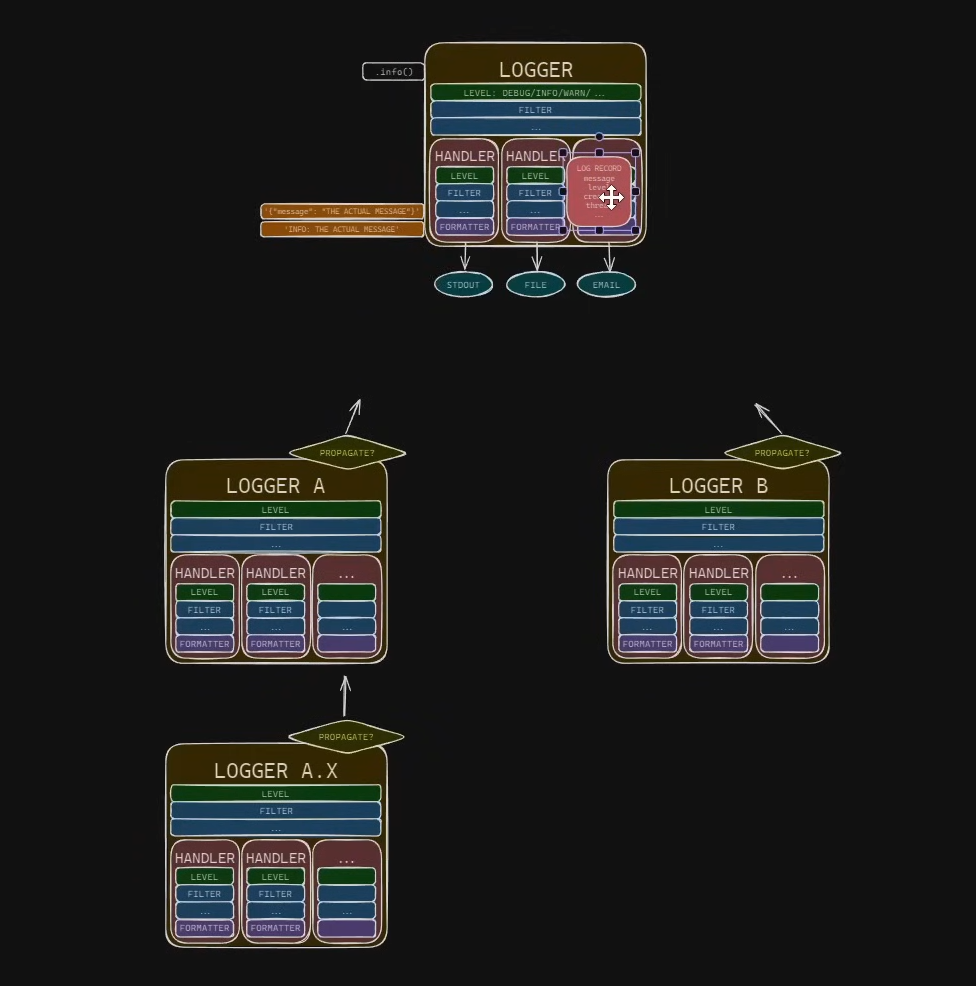 LOGGER
.info()
LEVEL: DEBUG/INFO/WARN/...
FILTER
...
HANDLER
LEVEL
FILTER
...
FORMATTER
HANDLER
LEVEL
FILTER
...
FORMATTER
LOG RECORD
message
...
'{"message": "THE ACTUAL MESSAGE"}'
'INFO: THE ACTUAL MESSAGE'
STDOUT
FILE
EMAIL
PROPAGATE?
LOGGER A
LEVEL
FILTER
...
HANDLER
LEVEL
FILTER
...
FORMATTER
HANDLER
LEVEL
FILTER
...
FORMATTER
...
...
PROPAGATE?
LOGGER B
LEVEL
FILTER
...
HANDLER
LEVEL
FILTER
...
FORMATTER
HANDLER
LEVEL
FILTER
...
FORMATTER
...
...
PROPAGATE?
LOGGER A.X
LEVEL
FILTER
...
HANDLER
LEVEL
FILTER
...
FORMATTER
HANDLER
LEVEL
FILTER
...
FORMATTER
...
...